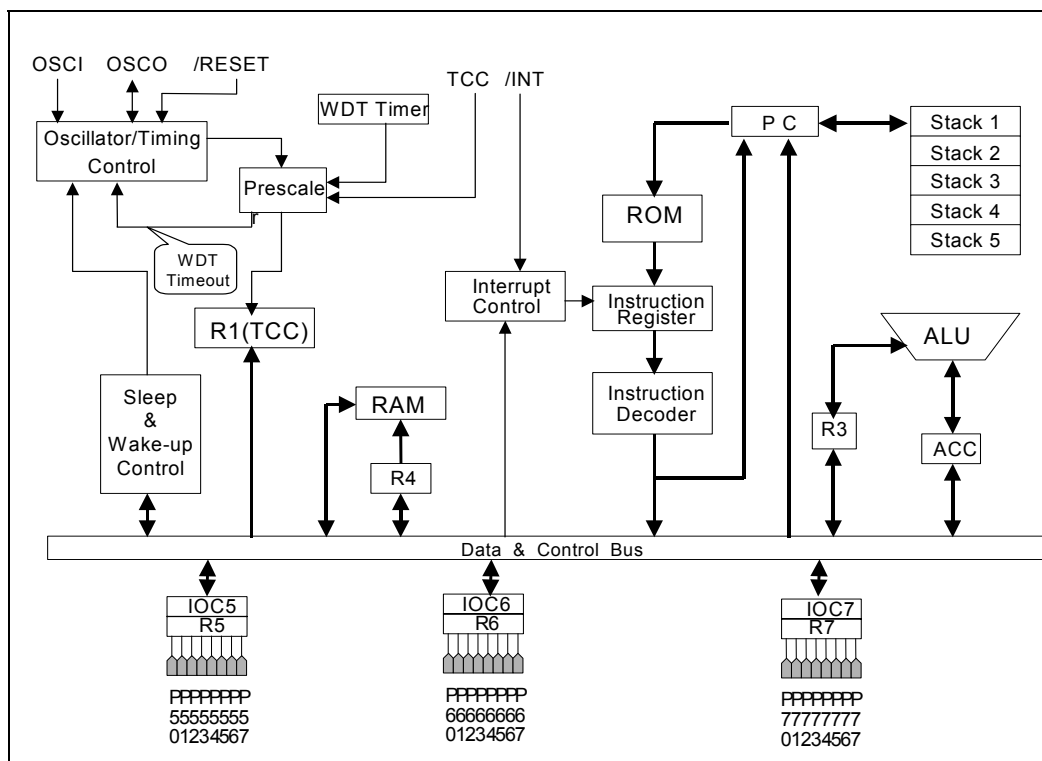 OSCI OSCO /RESET
TCC /INT
WDT Timer
Oscillator/Timing
Control
Prescale
r
WDT
Timeout
R1(TCC)
Sleep
&
Wake-up
Control
RAM
R4
Interrupt
Control
PC
ROM
Instruction
Register
Instruction
Decoder
Stack 1
Stack 2
Stack 3
Stack 4
Stack 5
ALU
R3
ACC
Data & Control Bus
IOC5
R5
PPPPPPPP
55555555
01234567
IOC6
R6
PPPPPPPP
66666666
01234567
IOC7
R7
PPPPPPPP
77777777
01234567